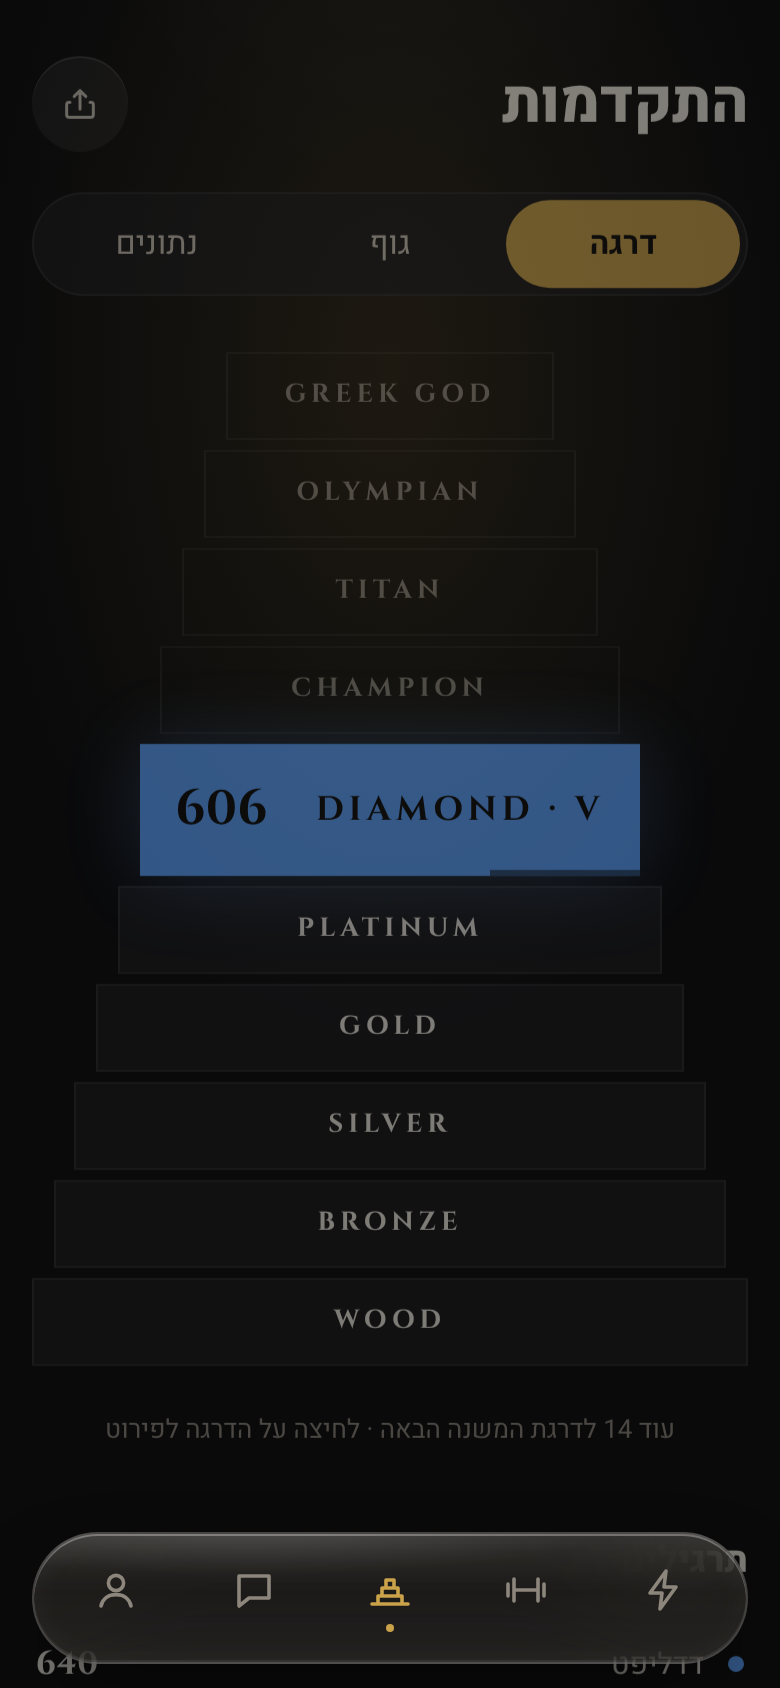 התקדמות
דרגה גוף נתונים
GREEK GOD
OLYMPIAN
TITAN
CHAMPION
606 DIAMOND · V
PLATINUM
GOLD
SILVER
BRONZE
WOOD
עוד 14 לדרגת המשנה הבאה · לחיצה על הדרגה לפירוט
תרגילים
דדליפט 640